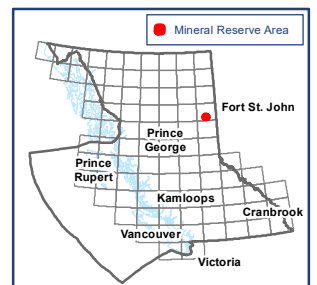 Mineral Reserve Area
Fort St. John
Prince
George
Prince
Rupert
Kamloops
Cranbrook
Vancouver
Victoria